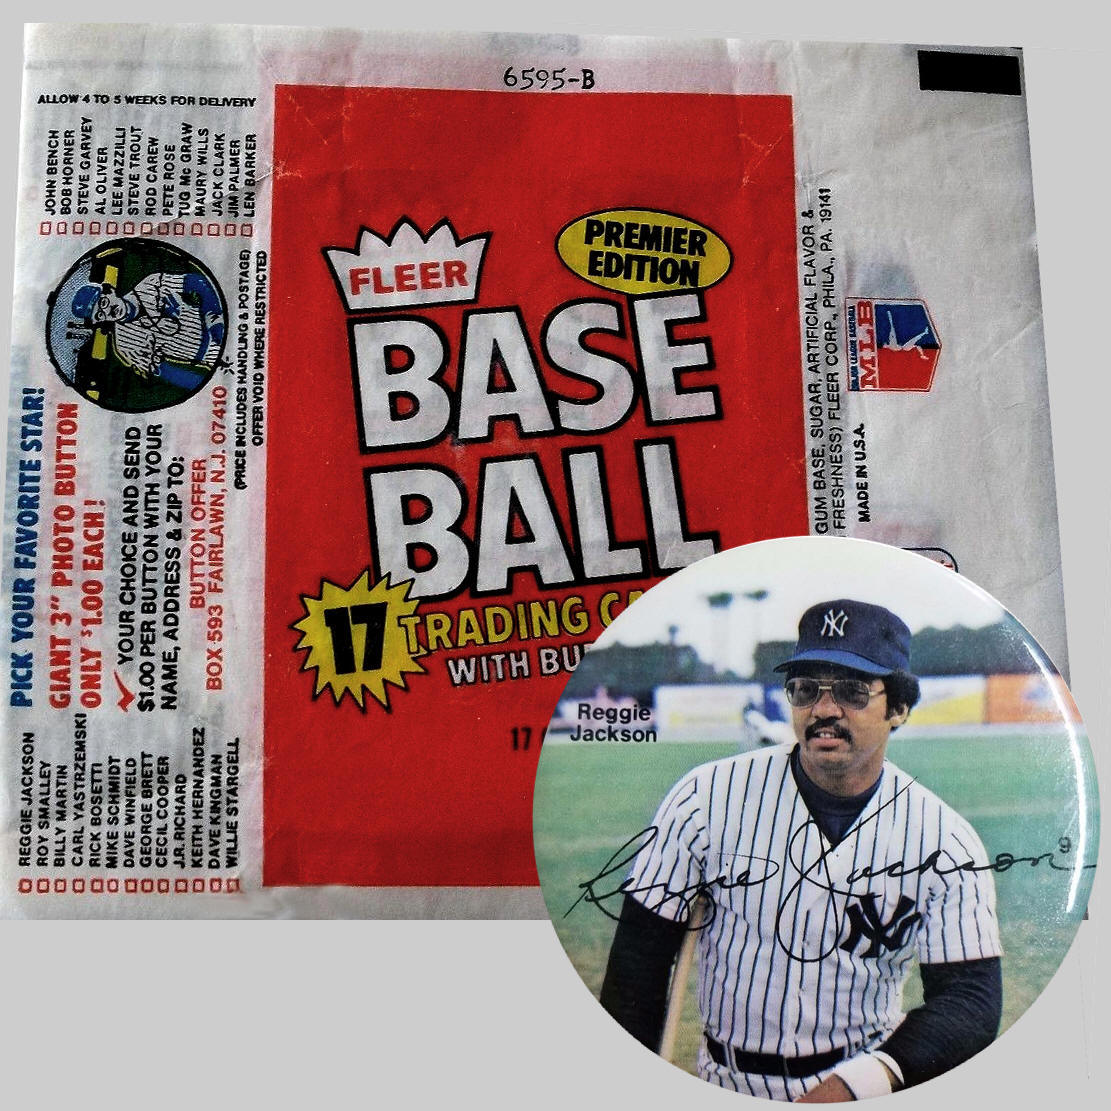 6595-B
ALLOW 4 TO 5 WEEKS FOR DELIVERY
JOHN BENCH
BOB HORNER
STEVE GARVEY
AL OLIVER
LEE MAZZILLI
STEVE TROUT
ROD CAREW
PETE ROSE
TUG Mc GRAW
MAURY WILLS
JACK CLARK
JIM PALMER
LEN BARKER
PICK YOUR FAVORITE STAR!
GIANT 3" PHOTO BUTTON
ONLY $1.00 EACH!
YOUR CHOICE AND SEND
$1.00 PER BUTTON WITH YOUR
NAME, ADDRESS & ZIP TO:
BUTTON OFFER
BOX 593 FAIRLAWN, N.J. 07410
(PRICE INCLUDES HANDLING & POSTAGE)
OFFER VOID WHERE RESTRICTED
REGGIE JACKSON
ROY SMALLEY
BILLY MARTIN
CARL YASTRZEMSKI
RICK BOSETTI
MIKE SCHMIDT
DAVE WINFIELD
GEORGE BRETT
CECIL COOPER
J.R. RICHARD
KEITH HERNANDEZ
DAVE KINGMAN
WILLIE STARGELL
FLEER
PREMIER
EDITION
BASE
BALL
17 TRADING CA
WITH BU
17
GUM BASE, SUGAR, ARTIFICIAL FLAVOR &
FRESHNESS) FLEER CORP., PHILA., PA. 19141
MADE IN U.S.A.
MAJOR LEAGUE BASEBALL
MLB
Reggie
Jackson
NY
Reggie Jackson
9
NY